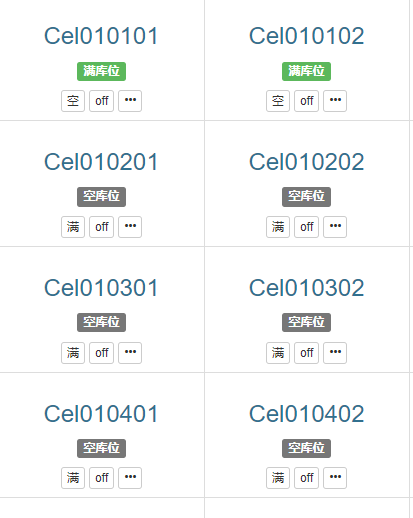 Cel010101 Cel010102
满库位 满库位
空 off ••• 空 off •••
Cel010201 Cel010202
空库位 空库位
满 off ••• 满 off •••
Cel010301 Cel010302
空库位 空库位
满 off ••• 满 off •••
Cel010401 Cel010402
空库位 空库位
满 off ••• 满 off •••